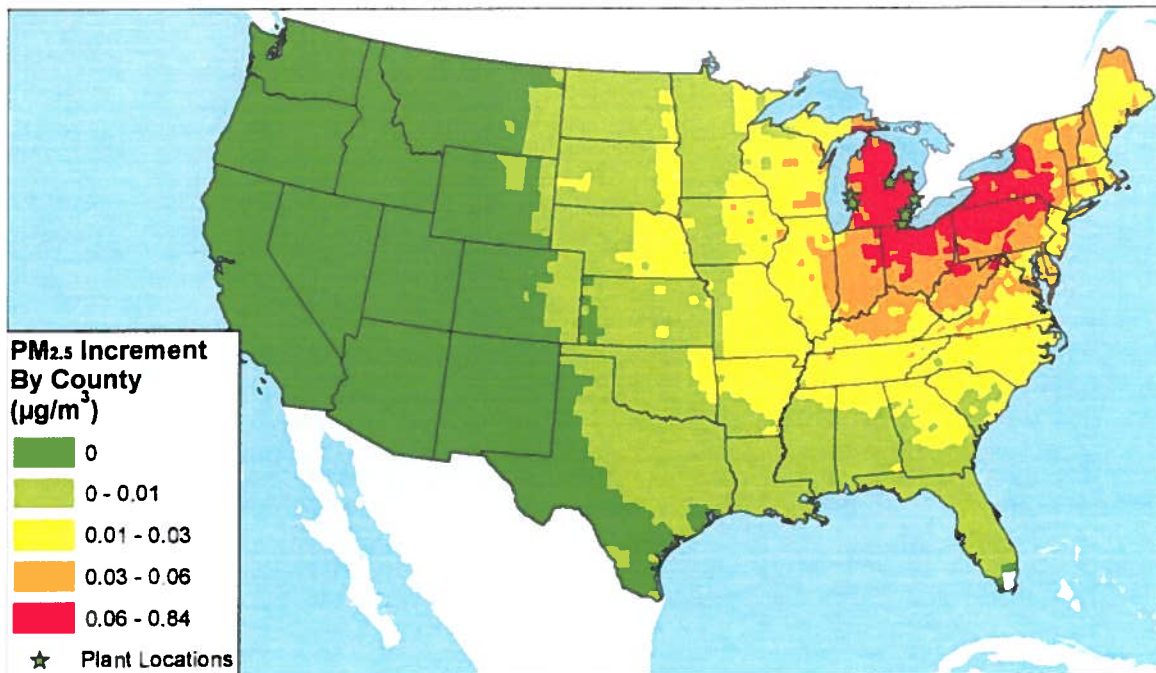 PM2.5 Increment
By County
(µg/m³)
0
0 - 0.01
0.01 - 0.03
0.03 - 0.06
0.06 - 0.84
Plant Locations